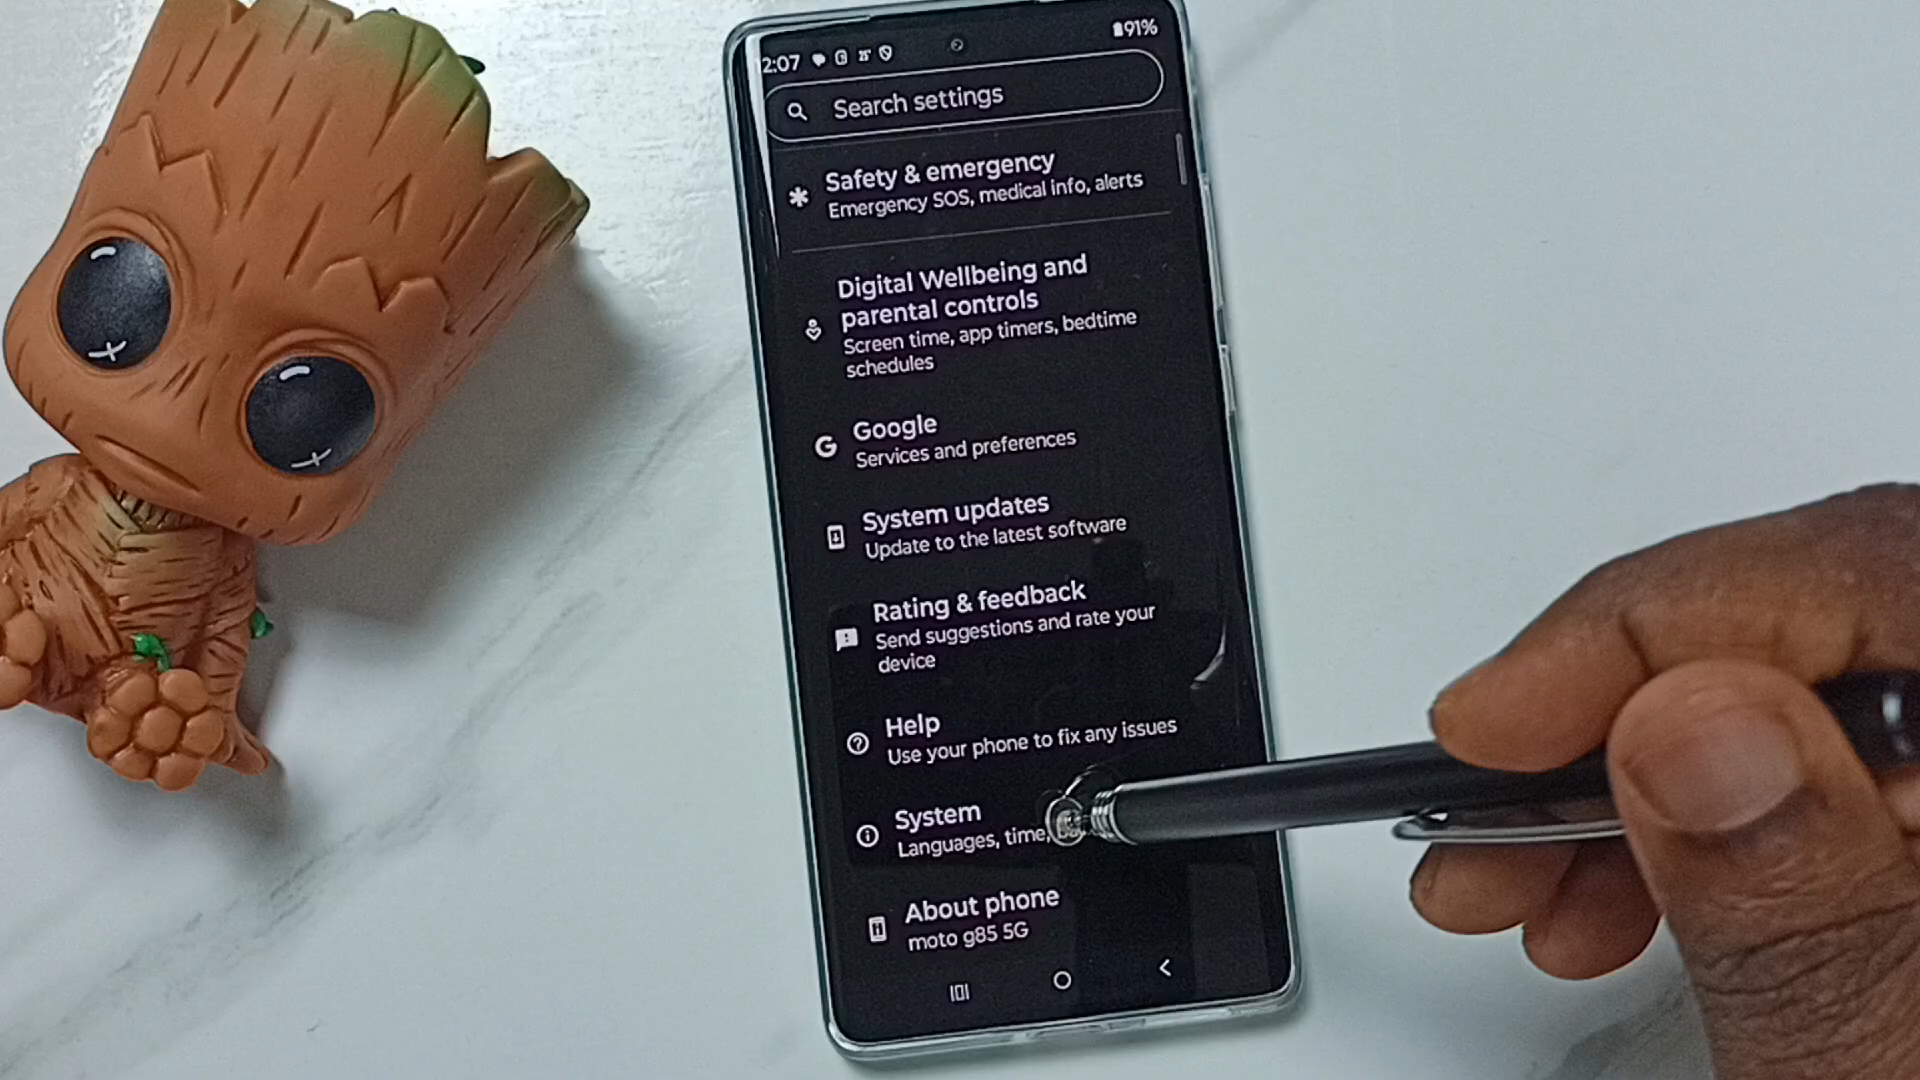 2:07
91%
Search settings
Safety & emergency
Emergency SOS, medical info, alerts
Digital Wellbeing and
parental controls
Screen time, app timers, bedtime
schedules
Google
Services and preferences
System updates
Update to the latest software
Rating & feedback
Send suggestions and rate your
device
Help
Use your phone to fix any issues
System
Languages, time,
About phone
moto g85 5G